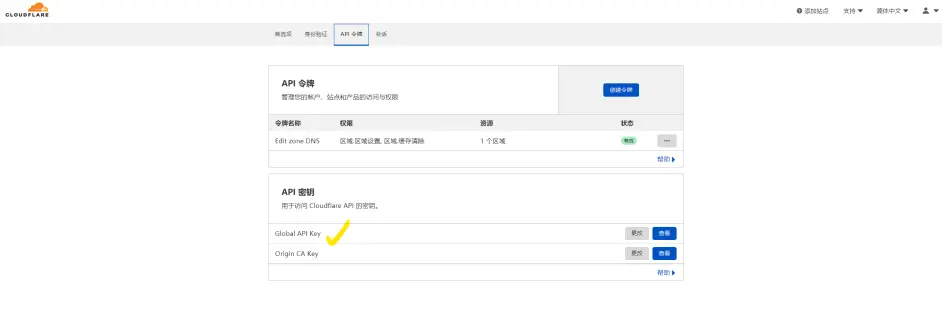 CLOUDFLARE
添加站点 支持 简体中文
首选项 身份验证 API 令牌 会话
API 令牌
管理您的帐户、站点和产品的访问与权限
创建令牌
令牌名称 权限 资源 状态
Edit zone DNS 区域.区域设置, 区域.缓存清除 1 个区域 有效 ...
帮助
API 密钥
用于访问 Cloudflare API 的密钥。
Global API Key 更改 查看
Origin CA Key 更改 查看
帮助